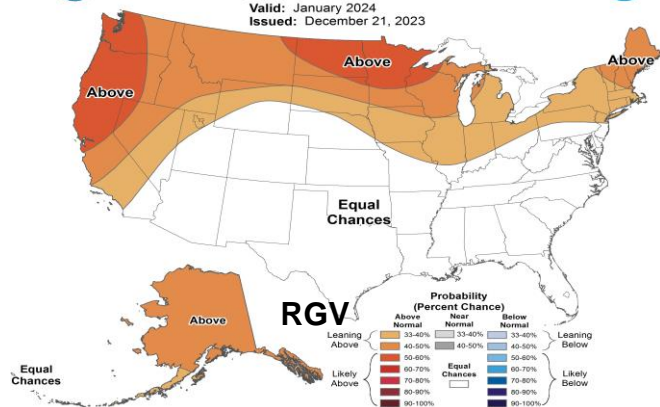 Valid: January 2024
Issued: December 21, 2023
Above
Above
Above
Equal
Chances
Above
RGV
Equal
Chances
Probability
(Percent Chance)
Above
Normal
Near
Normal
Below
Normal
Leaning
Above
33-40%
40-50%
33-40%
40-50%
33-40%
40-50%
Leaning
Below
Likely
Above
50-60%
60-70%
70-80%
80-90%
90-100%
Equal
Chances
50-60%
60-70%
70-80%
80-90%
90-100%
Likely
Below